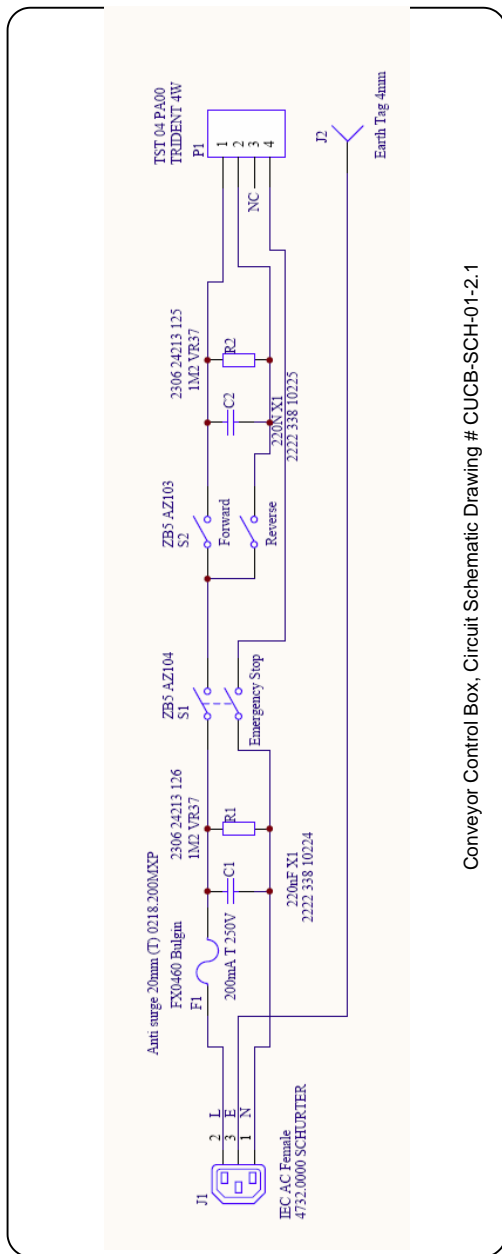 TST 04 PA00
TRIDENT 4W
P1
1
2
3
4
NC
J2
Earth Tag 4mm
2306 24213 125
1M2 VR37
R2
C2
220N X1
2222 338 10225
ZB5 AZ103
S2
Forward
Reverse
ZB5 AZ104
S1
Emergency Stop
2306 24213 126
1M2 VR37
R1
C1
220nF X1
2222 338 10224
Anti surge 20mm (T) 0218.200MXP
FX0460 Bulgin
F1
200mA T 250V
2 L
3 E
1 N
J1
IEC AC Female
4732.0000 SCHURTER
Conveyor Control Box, Circuit Schematic Drawing # CUCB-SCH-01-2.1